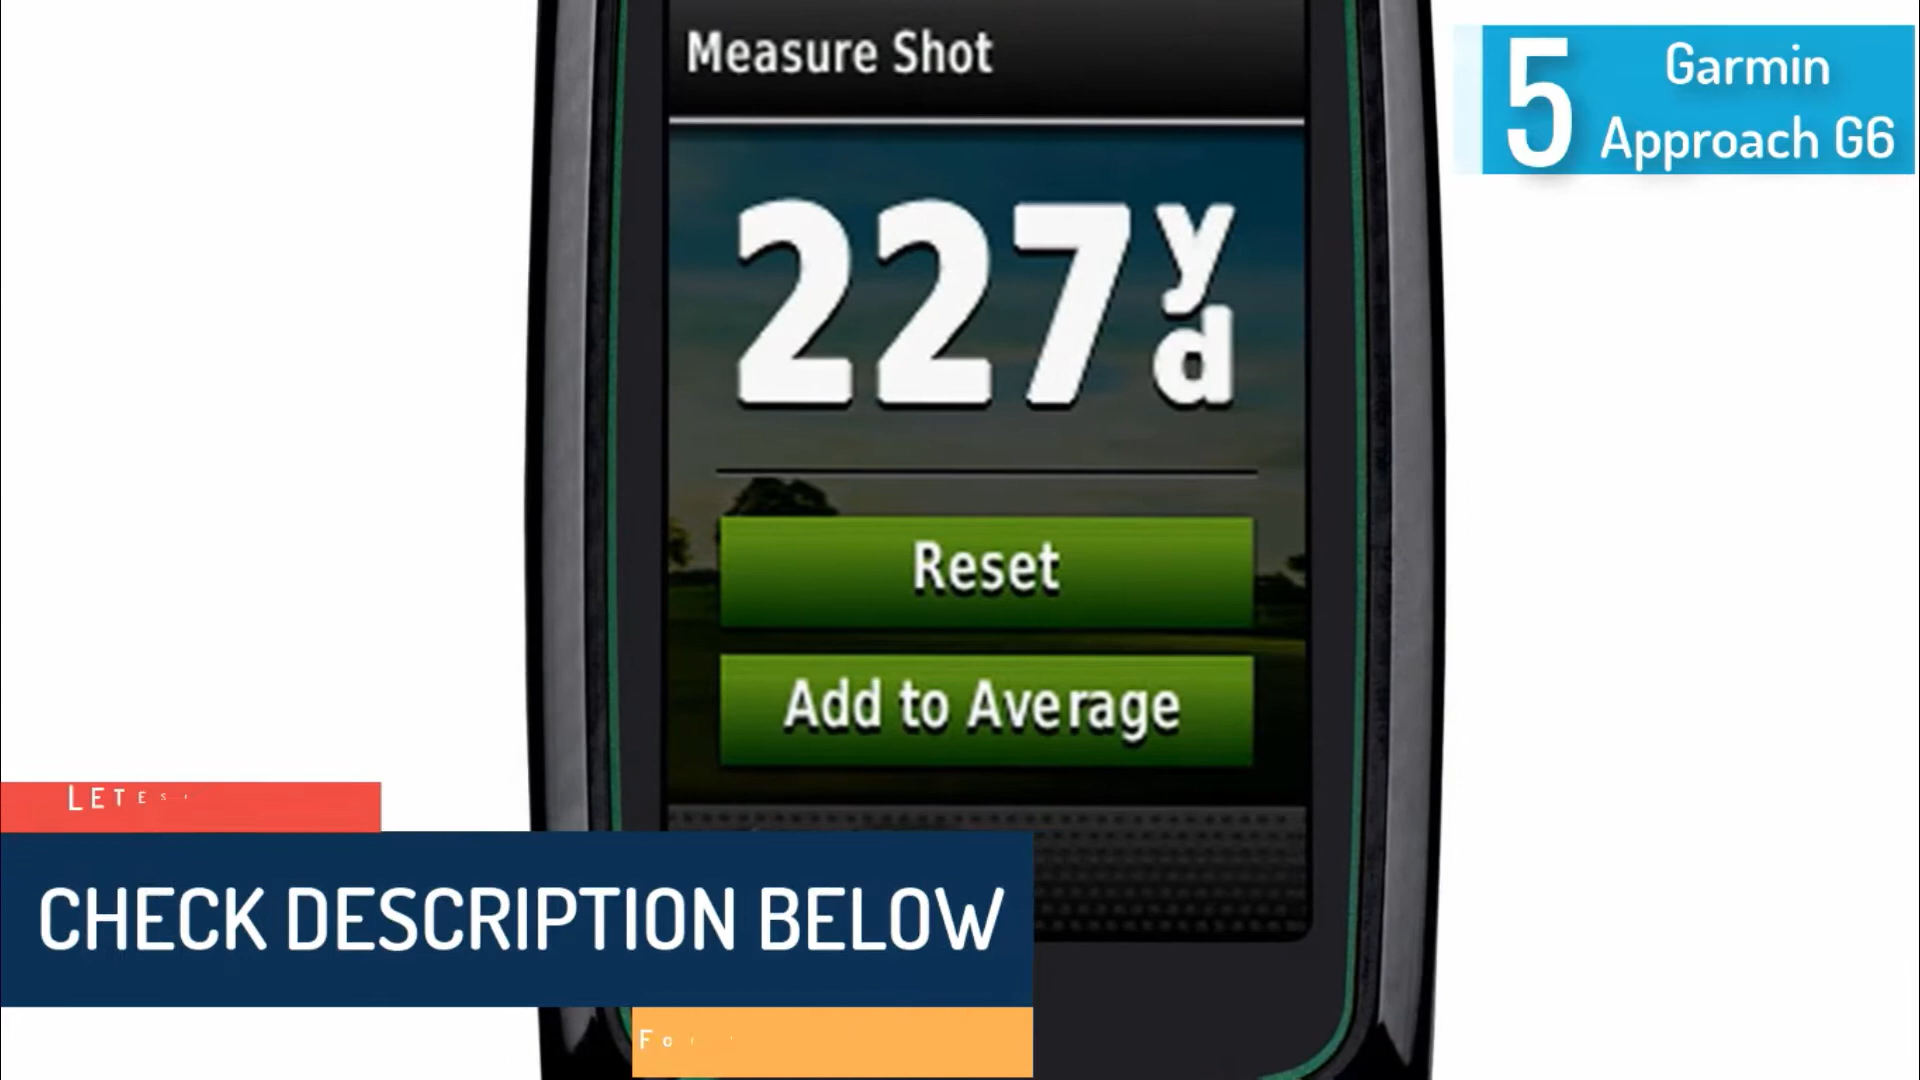 Measure Shot
5
Garmin
Approach G6
227 yd
Reset
Add to Average
CHECK DESCRIPTION BELOW